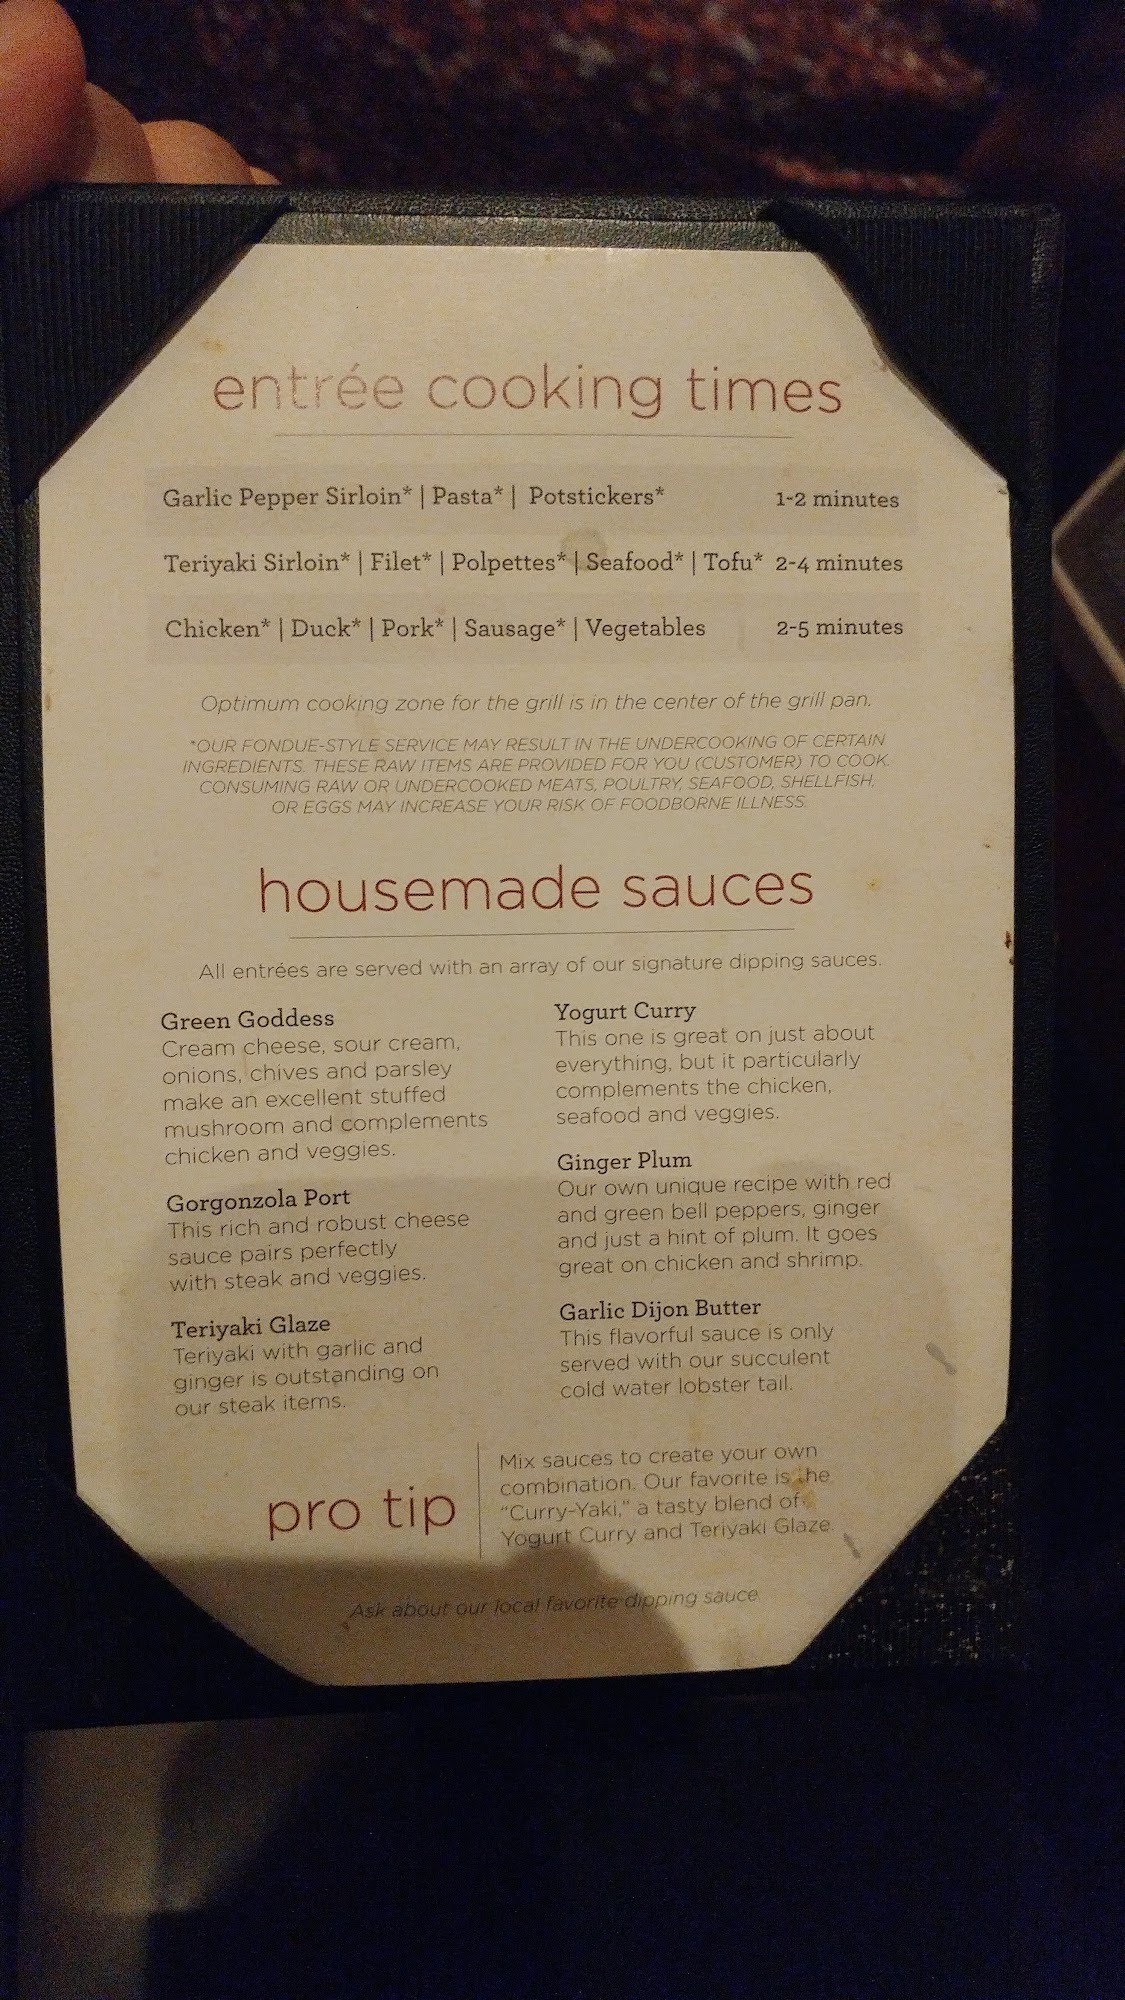 entrée cooking times
Garlic Pepper Sirloin* | Pasta* | Potstickers* 1-2 minutes
Teriyaki Sirloin* | Filet* | Polpettes* | Seafood* | Tofu* 2-4 minutes
Chicken* | Duck* | Pork* | Sausage* | Vegetables 2-5 minutes
Optimum cooking zone for the grill is in the center of the grill pan.
*OUR FONDUE-STYLE SERVICE MAY RESULT IN THE UNDERCOOKING OF CERTAIN
INGREDIENTS. THESE RAW ITEMS ARE PROVIDED FOR YOU (CUSTOMER) TO COOK.
CONSUMING RAW OR UNDERCOOKED MEATS, POULTRY, SEAFOOD, SHELLFISH,
OR EGGS MAY INCREASE YOUR RISK OF FOODBORNE ILLNESS.
housemade sauces
All entrées are served with an array of our signature dipping sauces.
Green Goddess
Cream cheese, sour cream,
onions, chives and parsley
make an excellent stuffed
mushroom and complements
chicken and veggies.
Gorgonzola Port
This rich and robust cheese
sauce pairs perfectly
with steak and veggies.
Teriyaki Glaze
Teriyaki with garlic and
ginger is outstanding on
our steak items.
Yogurt Curry
This one is great on just about
everything, but it particularly
complements the chicken,
seafood and veggies.
Ginger Plum
Our own unique recipe with red
and green bell peppers, ginger
and just a hint of plum. It goes
great on chicken and shrimp.
Garlic Dijon Butter
This flavorful sauce is only
served with our succulent
cold water lobster tail.
pro tip
Mix sauces to create your own
combination. Our favorite is the
"Curry-Yaki," a tasty blend of
Yogurt Curry and Teriyaki Glaze.
Ask about our local favorite dipping sauce.